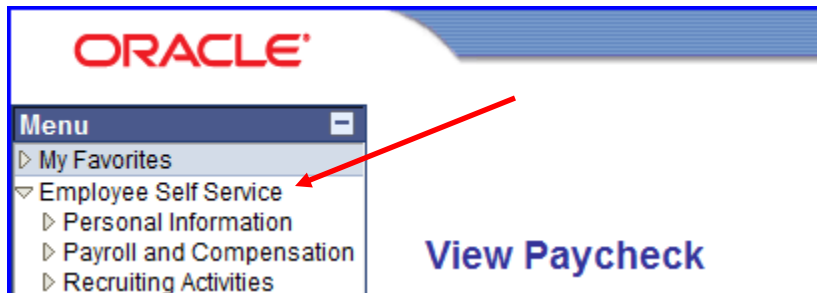 ORACLE
Menu
My Favorites
Employee Self Service
Personal Information
Payroll and Compensation
Recruiting Activities
View Paycheck